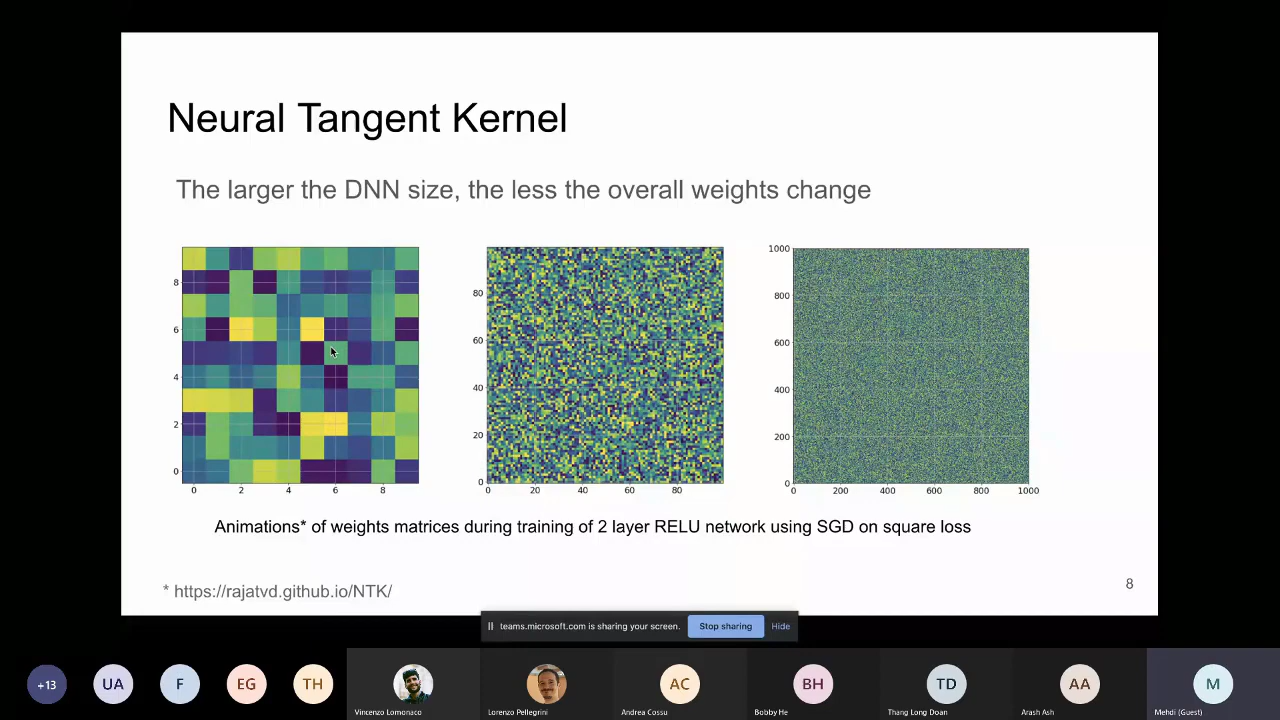 Neural Tangent Kernel
The larger the DNN size, the less the overall weights change
8
6
4
2
0
0 2 4 6 8
80
60
40
20
0
0 20 40 60 80
1000
800
600
400
200
0
0 200 400 600 800 1000
Animations* of weights matrices during training of 2 layer RELU network using SGD on square loss
* https://rajatvd.github.io/NTK/
8
teams.microsoft.com is sharing your screen. Stop sharing Hide
+13 UA F EG TH AC BH TD AA M
Vincenzo Lomonaco Lorenzo Pellegrini Andrea Cossu Bobby He Thang Long Doan Arash Ash Mehdi (Guest)